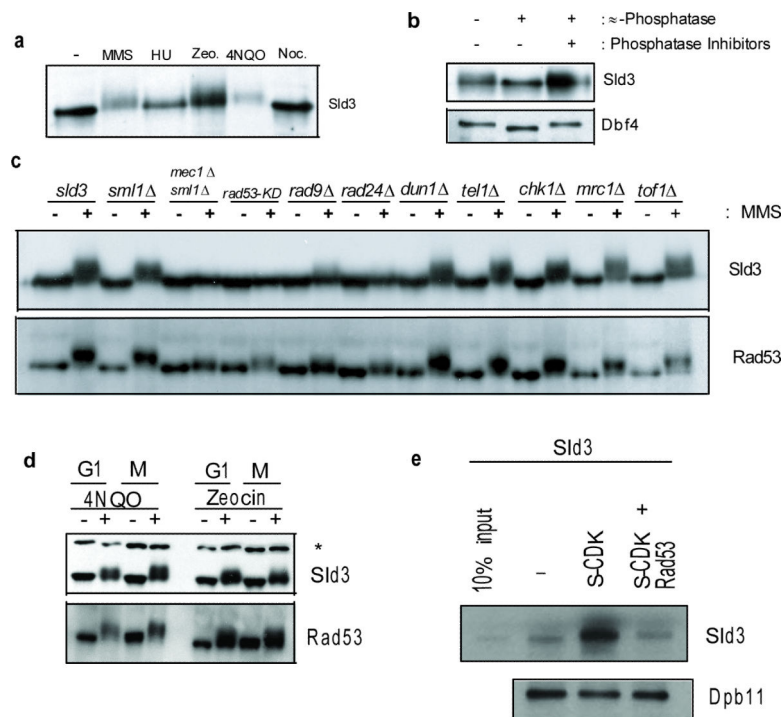 a
- MMS HU Zeo. 4NQO Noc.
Sld3
b
- + + : ≈-Phosphatase
- - + : Phosphatase Inhibitors
Sld3
Dbf4
c
sld3 sml1Δ mec1Δ sml1Δ rad53-KD rad9Δ rad24Δ dun1Δ tel1Δ chk1Δ mrc1Δ tof1Δ
- + - + - + - + - + - + - + - + - + - + - + : MMS
Sld3
Rad53
d
G1 M G1 M
4NQO Zeocin
- + - + - + - +
*
Sld3
Rad53
e
Sld3
10% input
–
S-CDK
S-CDK + Rad53
Sld3
Dpb11